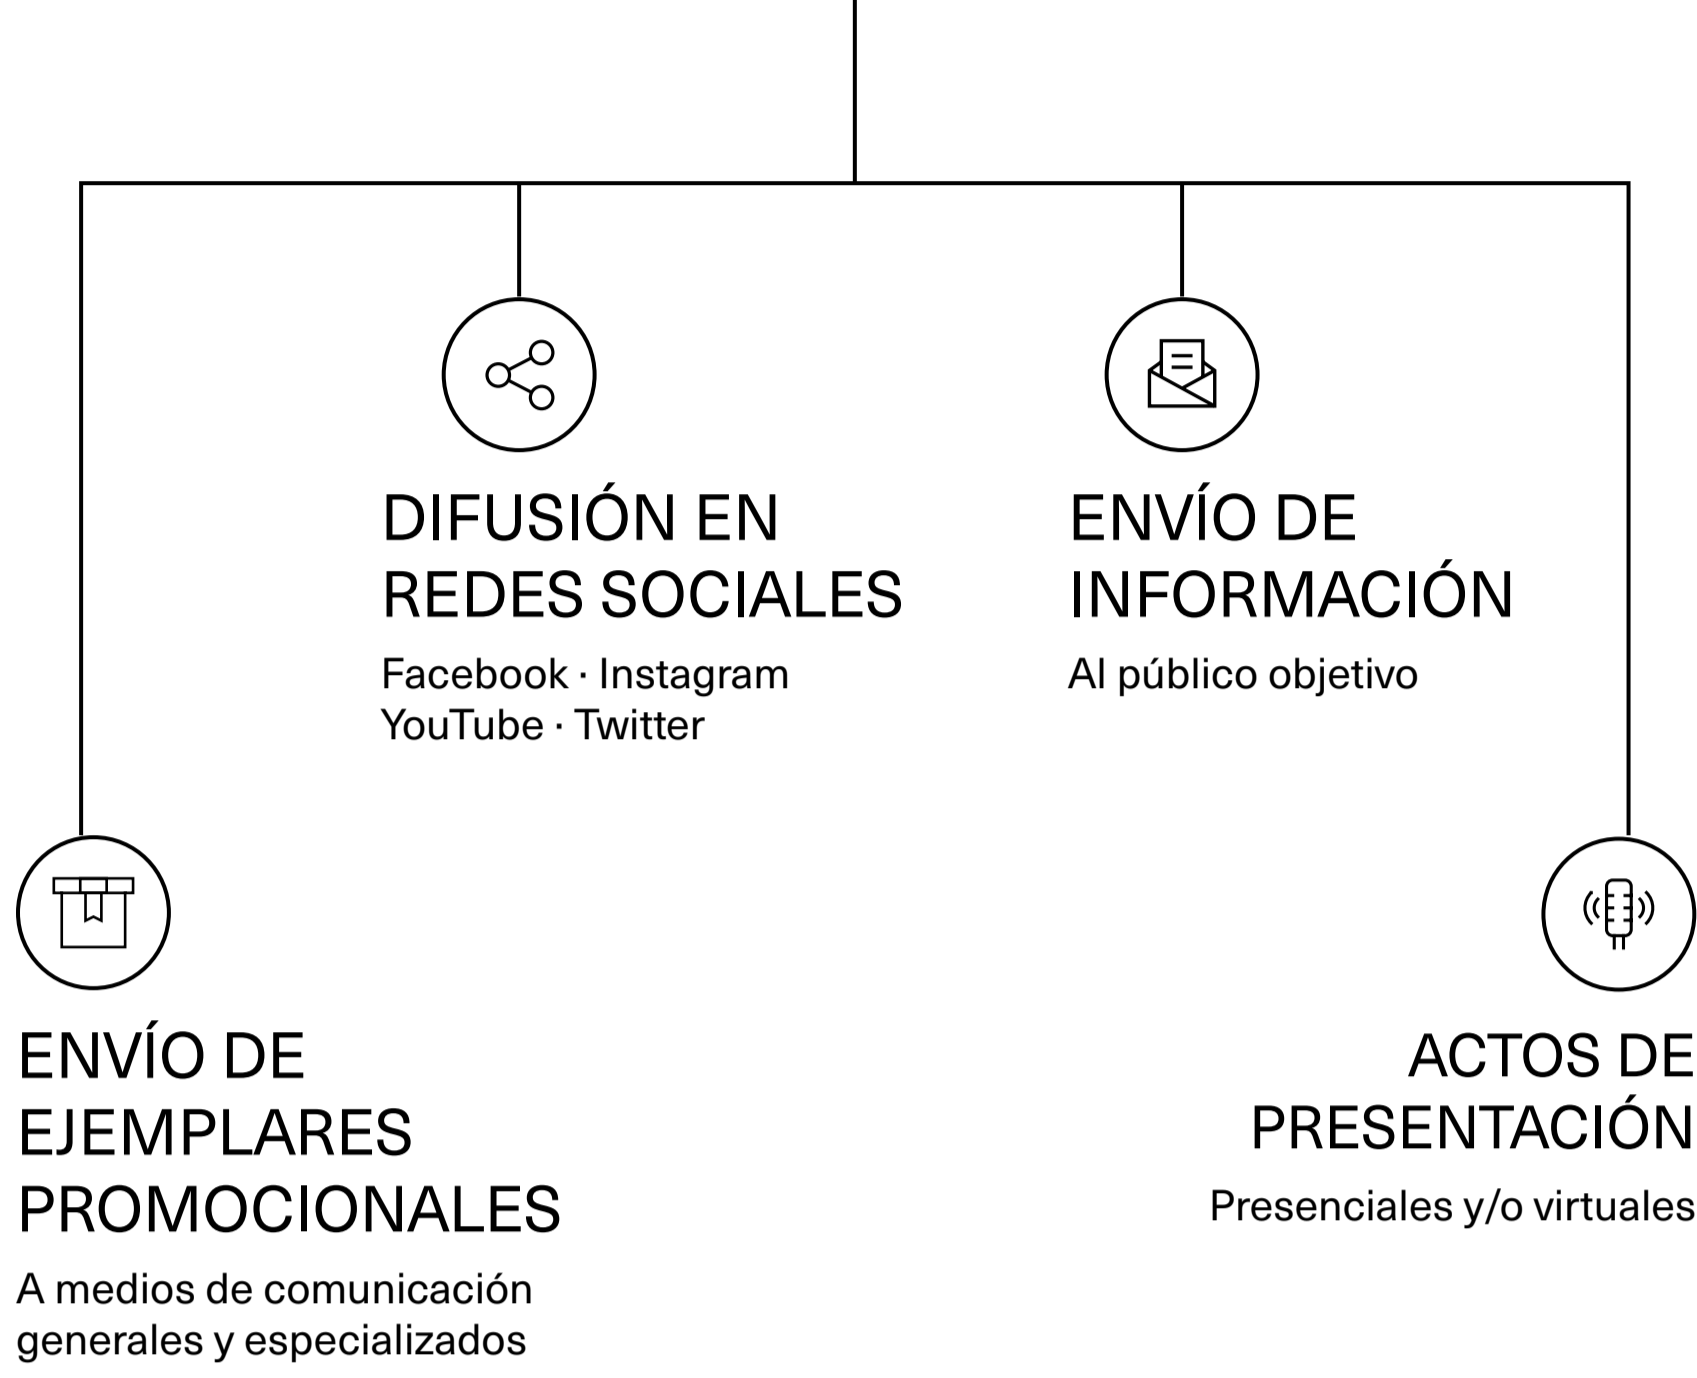 DIFUSIÓN EN
REDES SOCIALES
Facebook · Instagram
YouTube · Twitter
ENVÍO DE
INFORMACIÓN
Al público objetivo
ENVÍO DE
EJEMPLARES
PROMOCIONALES
A medios de comunicación
generales y especializados
ACTOS DE
PRESENTACIÓN
Presenciales y/o virtuales